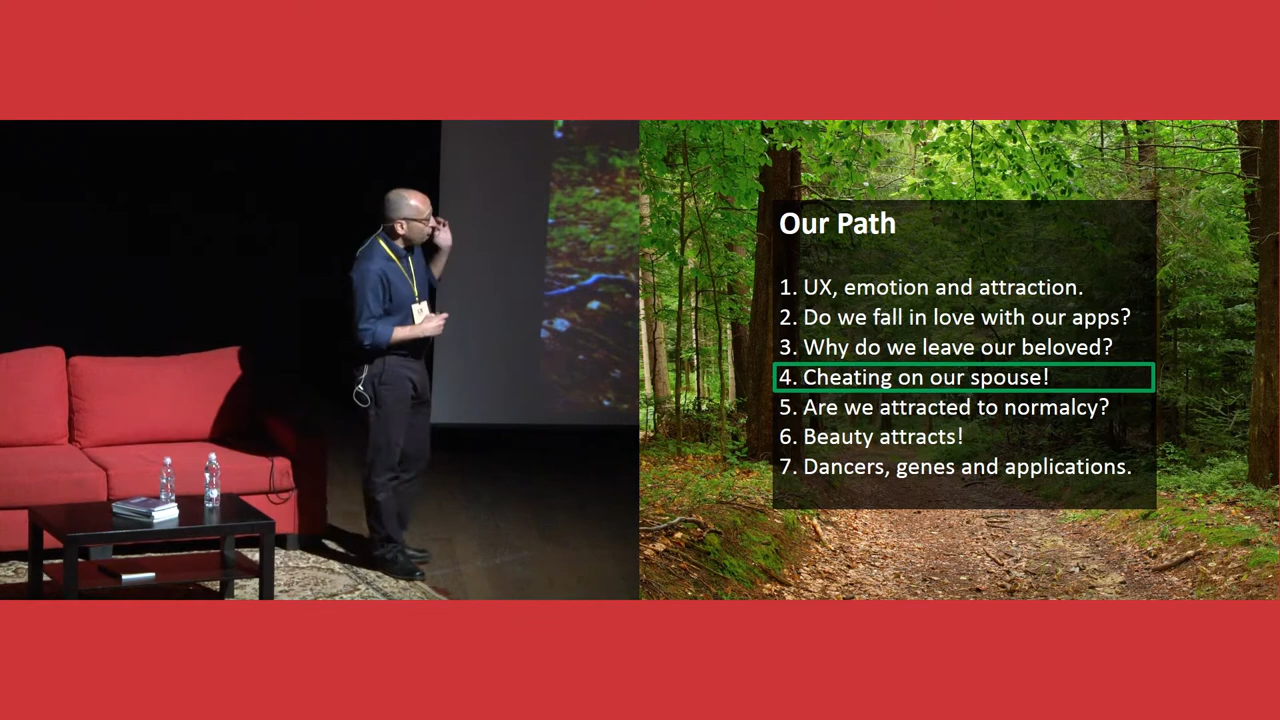 Our Path
1. UX, emotion and attraction.
2. Do we fall in love with our apps?
3. Why do we leave our beloved?
4. Cheating on our spouse!
5. Are we attracted to normalcy?
6. Beauty attracts!
7. Dancers, genes and applications.